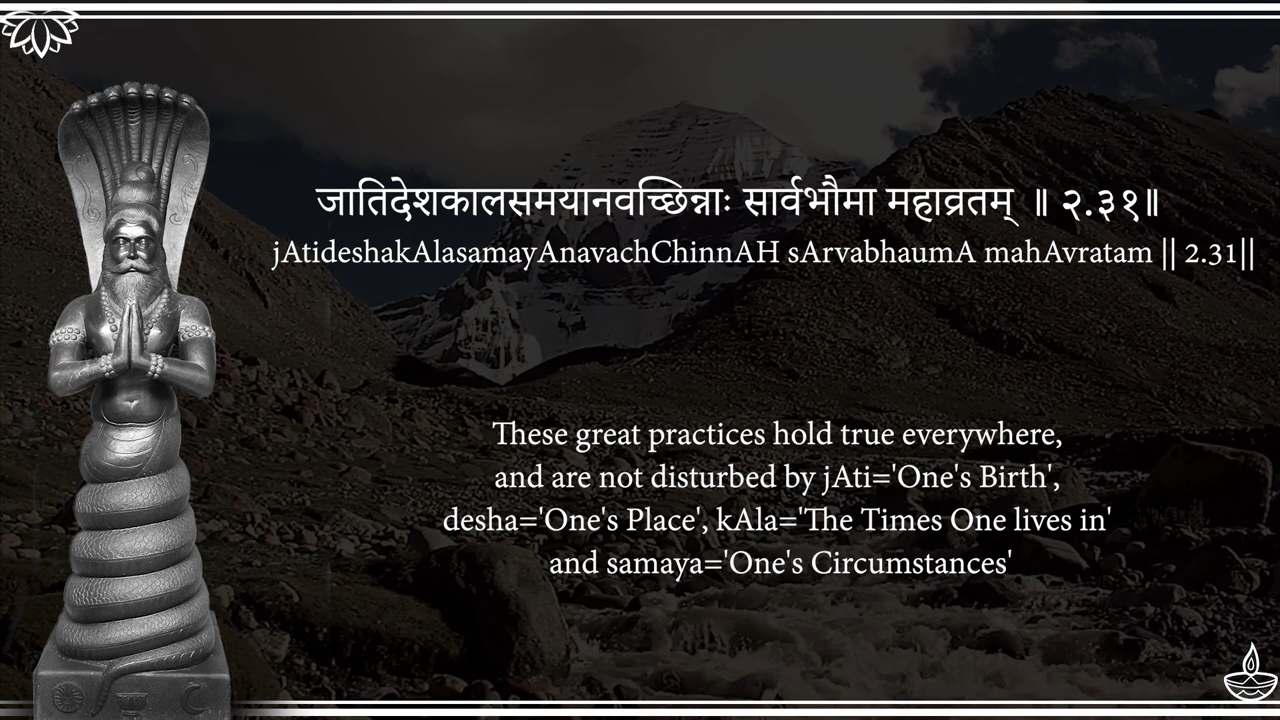 जातिदेशकालसमयानवच्छिन्नाः सार्वभौमा महाव्रतम् ॥ २.३१॥
jAtideshakAlasamayAnavachChinnAH sArvabhaumA mahAvratam || 2.31||
These great practices hold true everywhere,
and are not disturbed by jAti='One's Birth',
desha='One's Place', kAla='The Times One lives in'
and samaya='One's Circumstances'